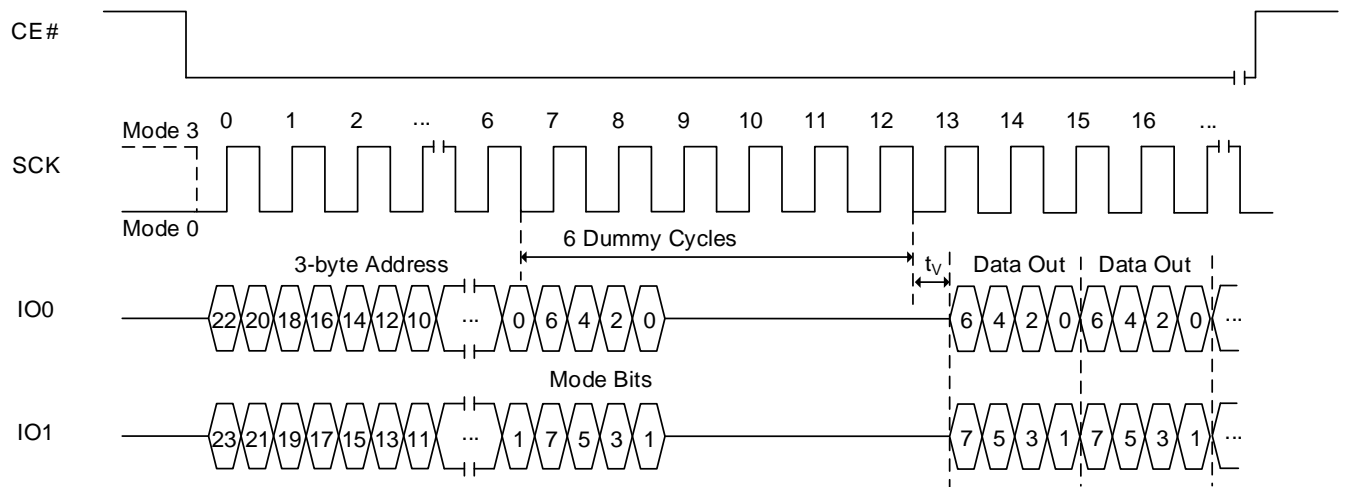 CE#
Mode 3 0 1 2 ... 6 7 8 9 10 11 12 13 14 15 16 ...
SCK
Mode 0
6 Dummy Cycles
3-byte Address tV Data Out Data Out
IO0 22 20 18 16 14 12 10 ... 0 6 4 2 0 6 4 2 0 6 4 2 0 ...
Mode Bits
IO1 23 21 19 17 15 13 11 ... 1 7 5 3 1 7 5 3 1 7 5 3 1 ...